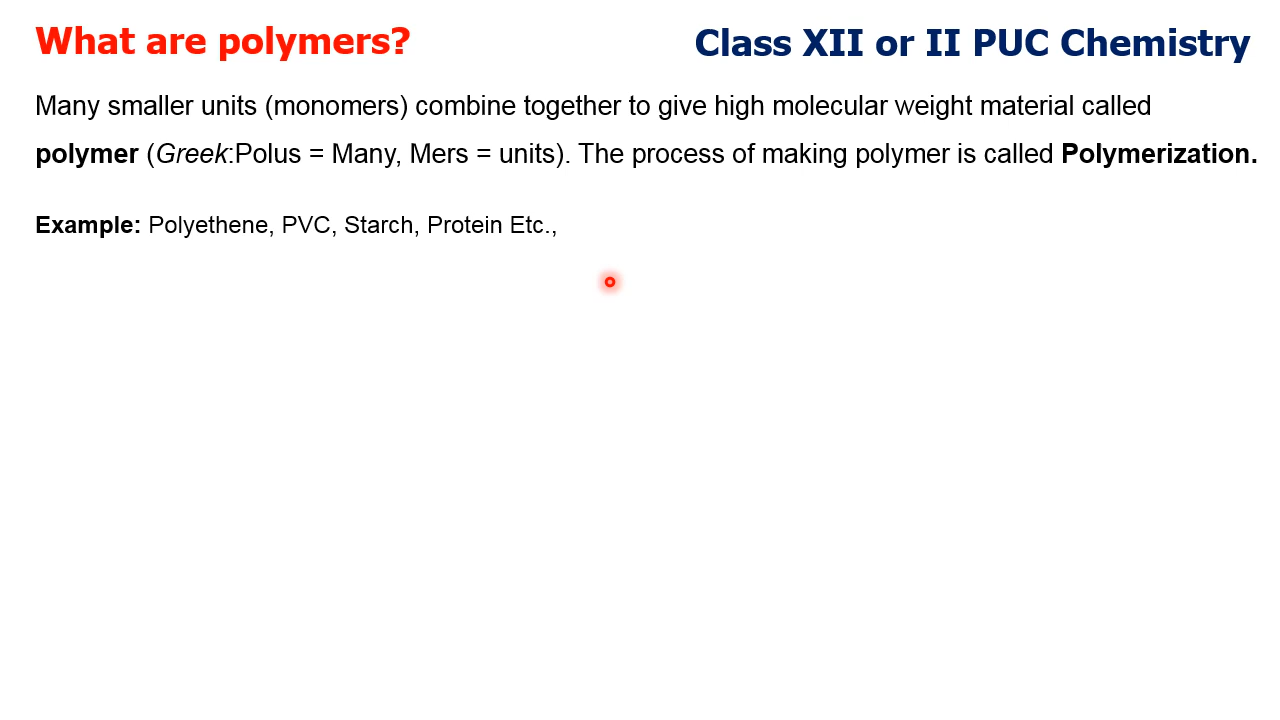 What are polymers?
Class XII or II PUC Chemistry
Many smaller units (monomers) combine together to give high molecular weight material called
polymer (Greek:Polus = Many, Mers = units). The process of making polymer is called Polymerization.
Example: Polyethene, PVC, Starch, Protein Etc.,